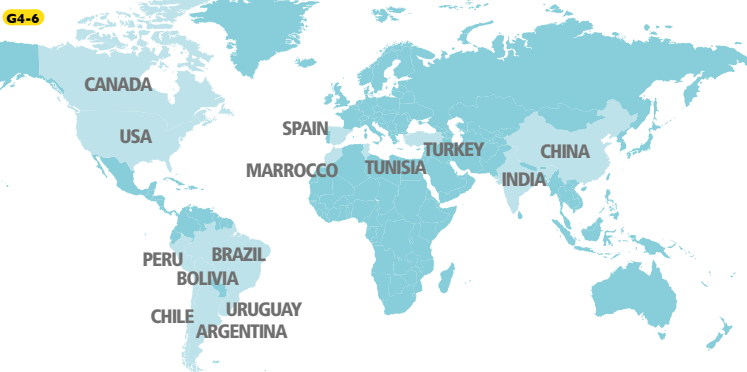 G4-6
CANADA
USA
SPAIN
MARROCCO
TUNISIA
TURKEY
CHINA
INDIA
PERU
BRAZIL
BOLIVIA
CHILE
URUGUAY
ARGENTINA